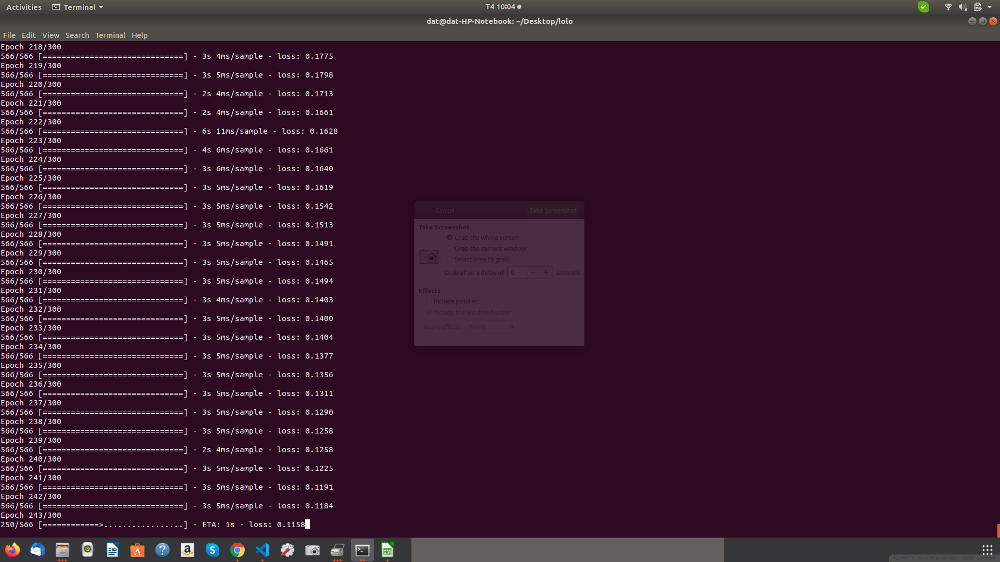 Activities Terminal T4 10:04
dat@dat-HP-Notebook: ~/Desktop/lolo
File Edit View Search Terminal Help
Epoch 218/300
566/566 [==============================] - 3s 4ms/sample - loss: 0.1775
Epoch 219/300
566/566 [==============================] - 3s 5ms/sample - loss: 0.1798
Epoch 220/300
566/566 [==============================] - 2s 4ms/sample - loss: 0.1713
Epoch 221/300
566/566 [==============================] - 2s 4ms/sample - loss: 0.1661
Epoch 222/300
566/566 [==============================] - 6s 11ms/sample - loss: 0.1628
Epoch 223/300
566/566 [==============================] - 4s 6ms/sample - loss: 0.1661
Epoch 224/300
566/566 [==============================] - 3s 6ms/sample - loss: 0.1640
Epoch 225/300
566/566 [==============================] - 3s 5ms/sample - loss: 0.1619
Epoch 226/300
566/566 [==============================] - 3s 5ms/sample - loss: 0.1542
Epoch 227/300
566/566 [==============================] - 3s 5ms/sample - loss: 0.1513
Epoch 228/300
566/566 [==============================] - 3s 5ms/sample - loss: 0.1491
Epoch 229/300
566/566 [==============================] - 3s 5ms/sample - loss: 0.1465
Epoch 230/300
566/566 [==============================] - 3s 5ms/sample - loss: 0.1494
Epoch 231/300
566/566 [==============================] - 3s 4ms/sample - loss: 0.1403
Epoch 232/300
566/566 [==============================] - 3s 5ms/sample - loss: 0.1400
Epoch 233/300
566/566 [==============================] - 3s 5ms/sample - loss: 0.1404
Epoch 234/300
566/566 [==============================] - 3s 5ms/sample - loss: 0.1377
Epoch 235/300
566/566 [==============================] - 3s 5ms/sample - loss: 0.1356
Epoch 236/300
566/566 [==============================] - 3s 5ms/sample - loss: 0.1311
Epoch 237/300
566/566 [==============================] - 3s 5ms/sample - loss: 0.1290
Epoch 238/300
566/566 [==============================] - 3s 5ms/sample - loss: 0.1258
Epoch 239/300
566/566 [==============================] - 2s 4ms/sample - loss: 0.1258
Epoch 240/300
566/566 [==============================] - 3s 5ms/sample - loss: 0.1225
Epoch 241/300
566/566 [==============================] - 3s 5ms/sample - loss: 0.1191
Epoch 242/300
566/566 [==============================] - 3s 5ms/sample - loss: 0.1184
Epoch 243/300
250/566 [============>.................] - ETA: 1s - loss: 0.1158
Cancel Take Screenshot
Take Screenshot
Grab the whole screen
Grab the current window
Select area to grab
Grab after a delay of 0 − + seconds
Effects
Include pointer
Include the window border
Apply effect: None